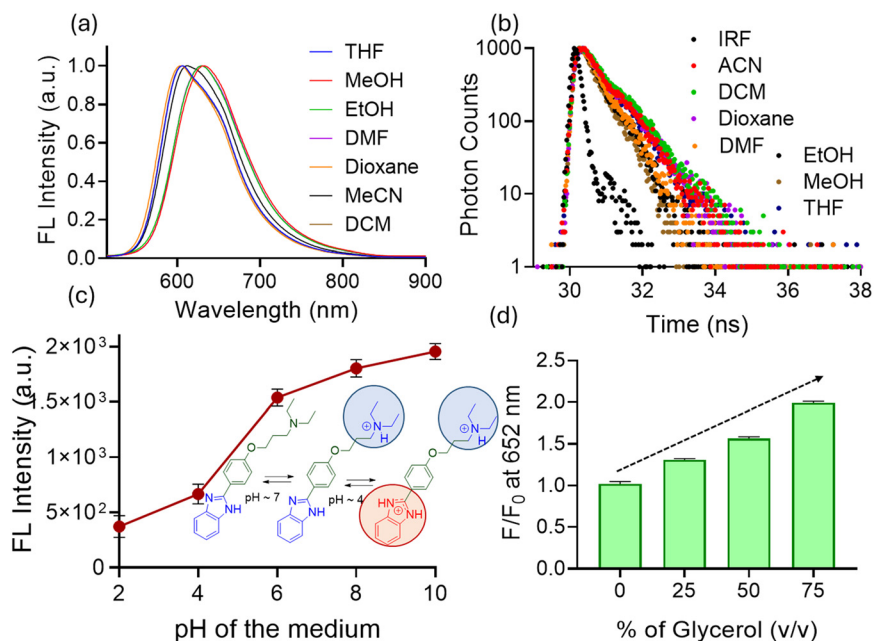 (a)
FL Intensity (a.u.)
1.0
0.8
0.6
0.4
0.2
0.0
600
700
800
900
Wavelength (nm)
THF
MeOH
EtOH
DMF
Dioxane
MeCN
DCM
(b)
Photon Counts
1000
100
10
1
30
32
34
36
38
Time (ns)
IRF
ACN
DCM
Dioxane
DMF
EtOH
MeOH
THF
(c)
FL Intensity (a.u.)
2×10³
1.5×10³
1×10³
5×10²
0
2
4
6
8
10
pH of the medium
N
O
N
NH
pH ~ 7
⊕N
H
O
N
NH
pH ~ 4
⊕N
H
O
HN
⊕
NH
(d)
F/F₀ at 652 nm
2.5
2.0
1.5
1.0
0.5
0.0
0
25
50
75
% of Glycerol (v/v)